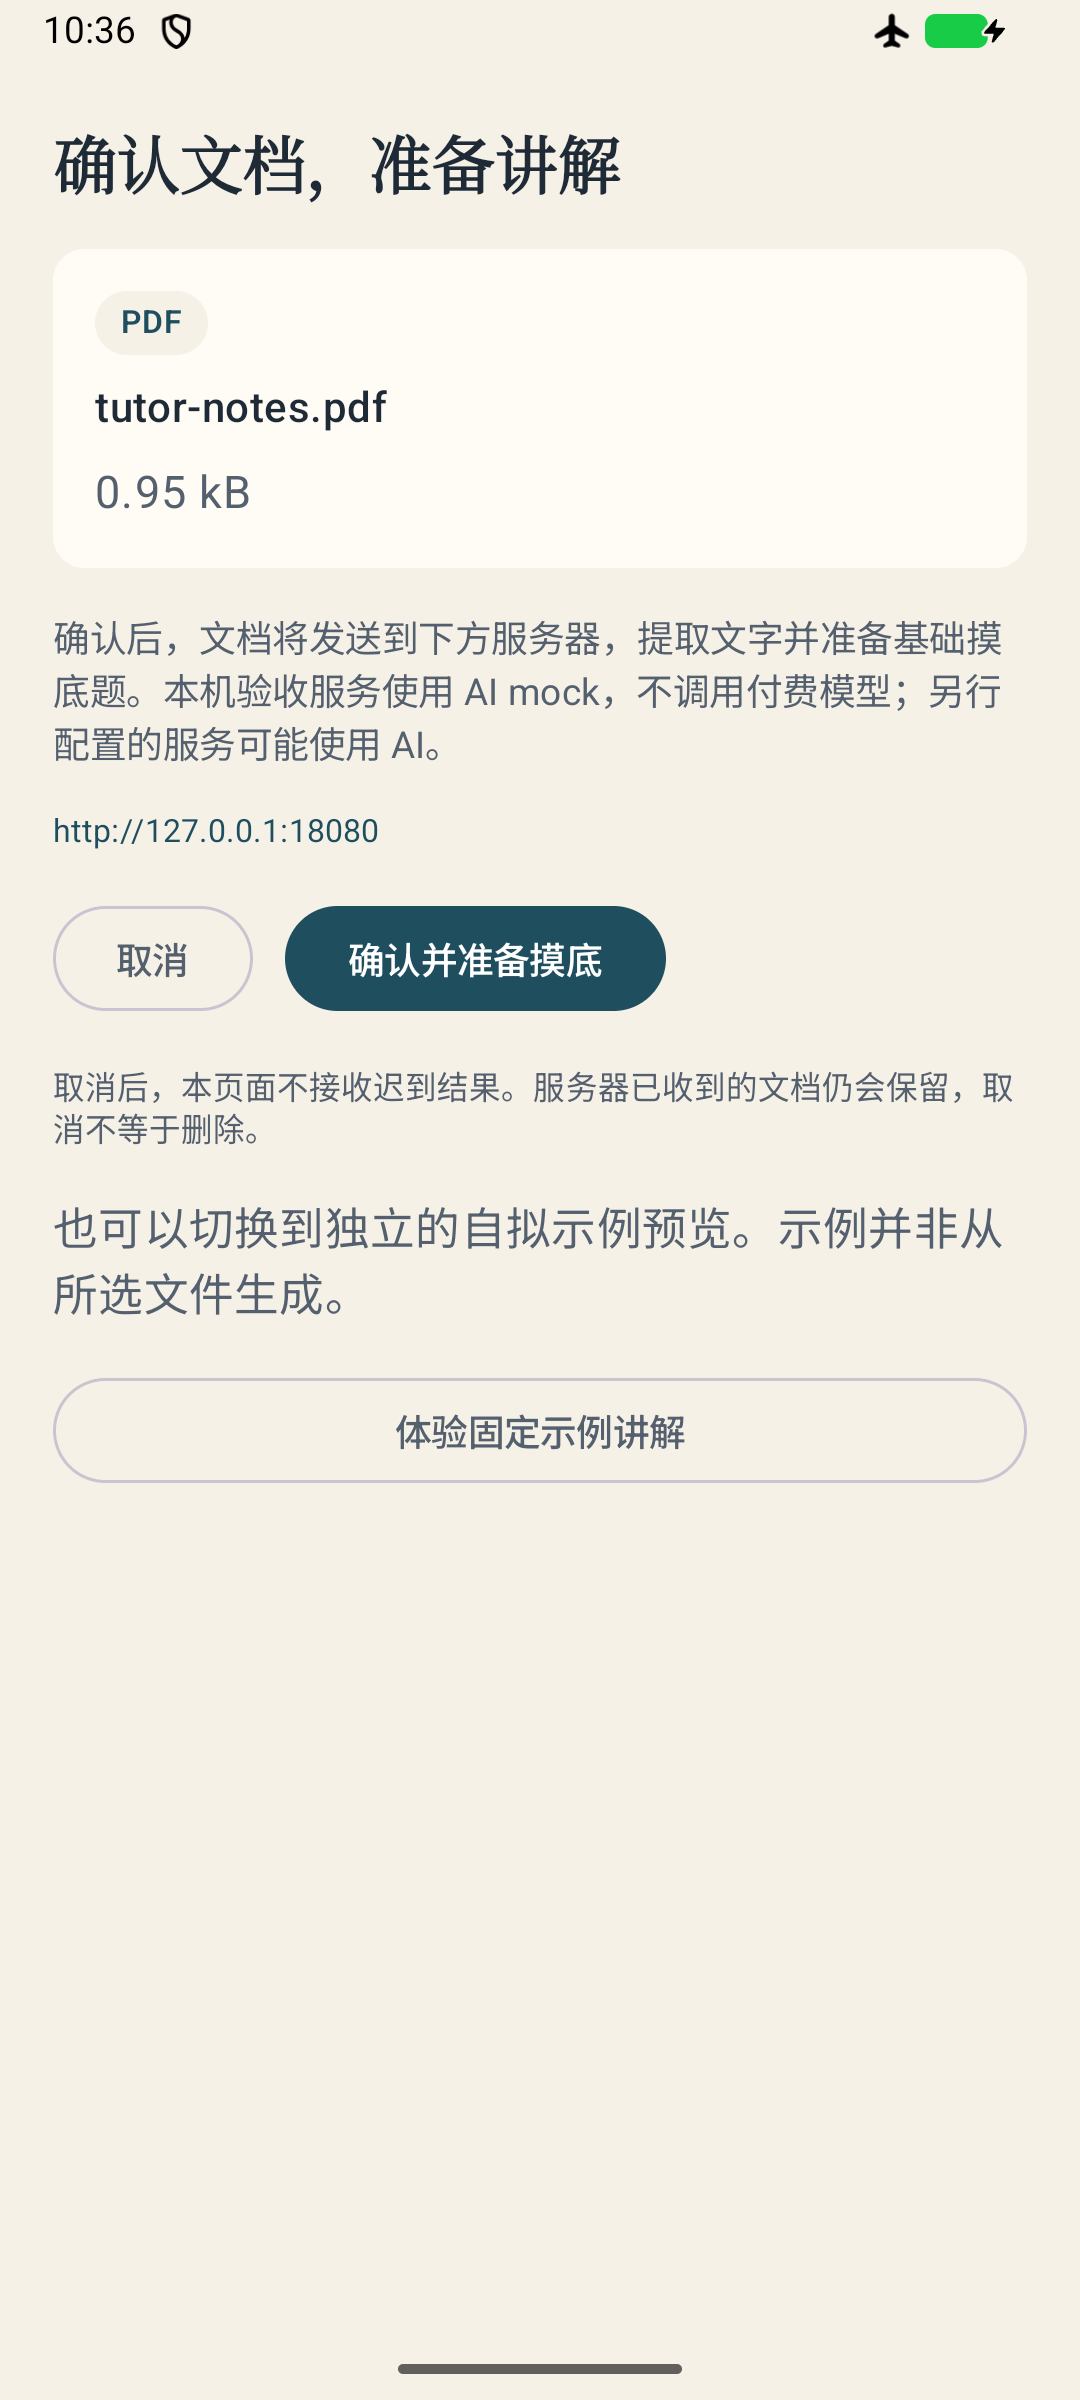 10:36
确认文档，准备讲解
PDF
tutor-notes.pdf
0.95 kB
确认后，文档将发送到下方服务器，提取文字并准备基础摸
底题。本机验收服务使用 AI mock，不调用付费模型；另行
配置的服务可能使用 AI。
http://127.0.0.1:18080
取消
确认并准备摸底
取消后，本页面不接收迟到结果。服务器已收到的文档仍会保留，取
消不等于删除。
也可以切换到独立的自拟示例预览。示例并非从
所选文件生成。
体验固定示例讲解